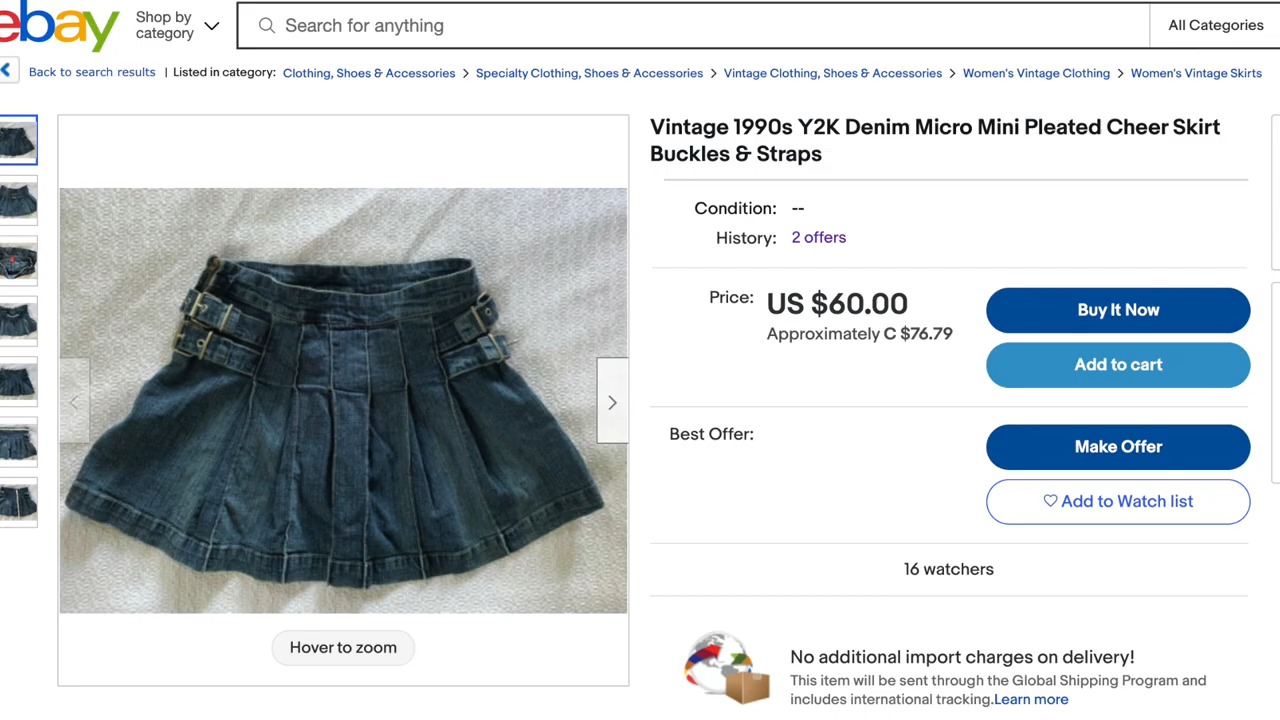 ebay
Shop by
category
Search for anything
All Categories
Back to search results | Listed in category: Clothing, Shoes & Accessories > Specialty Clothing, Shoes & Accessories > Vintage Clothing, Shoes & Accessories > Women's Vintage Clothing > Women's Vintage Skirts
Vintage 1990s Y2K Denim Micro Mini Pleated Cheer Skirt
Buckles & Straps
Condition: --
History: 2 offers
Price: US $60.00
Approximately C $76.79
Buy It Now
Add to cart
Best Offer:
Make Offer
Add to Watch list
16 watchers
Hover to zoom
No additional import charges on delivery!
This item will be sent through the Global Shipping Program and
includes international tracking.Learn more